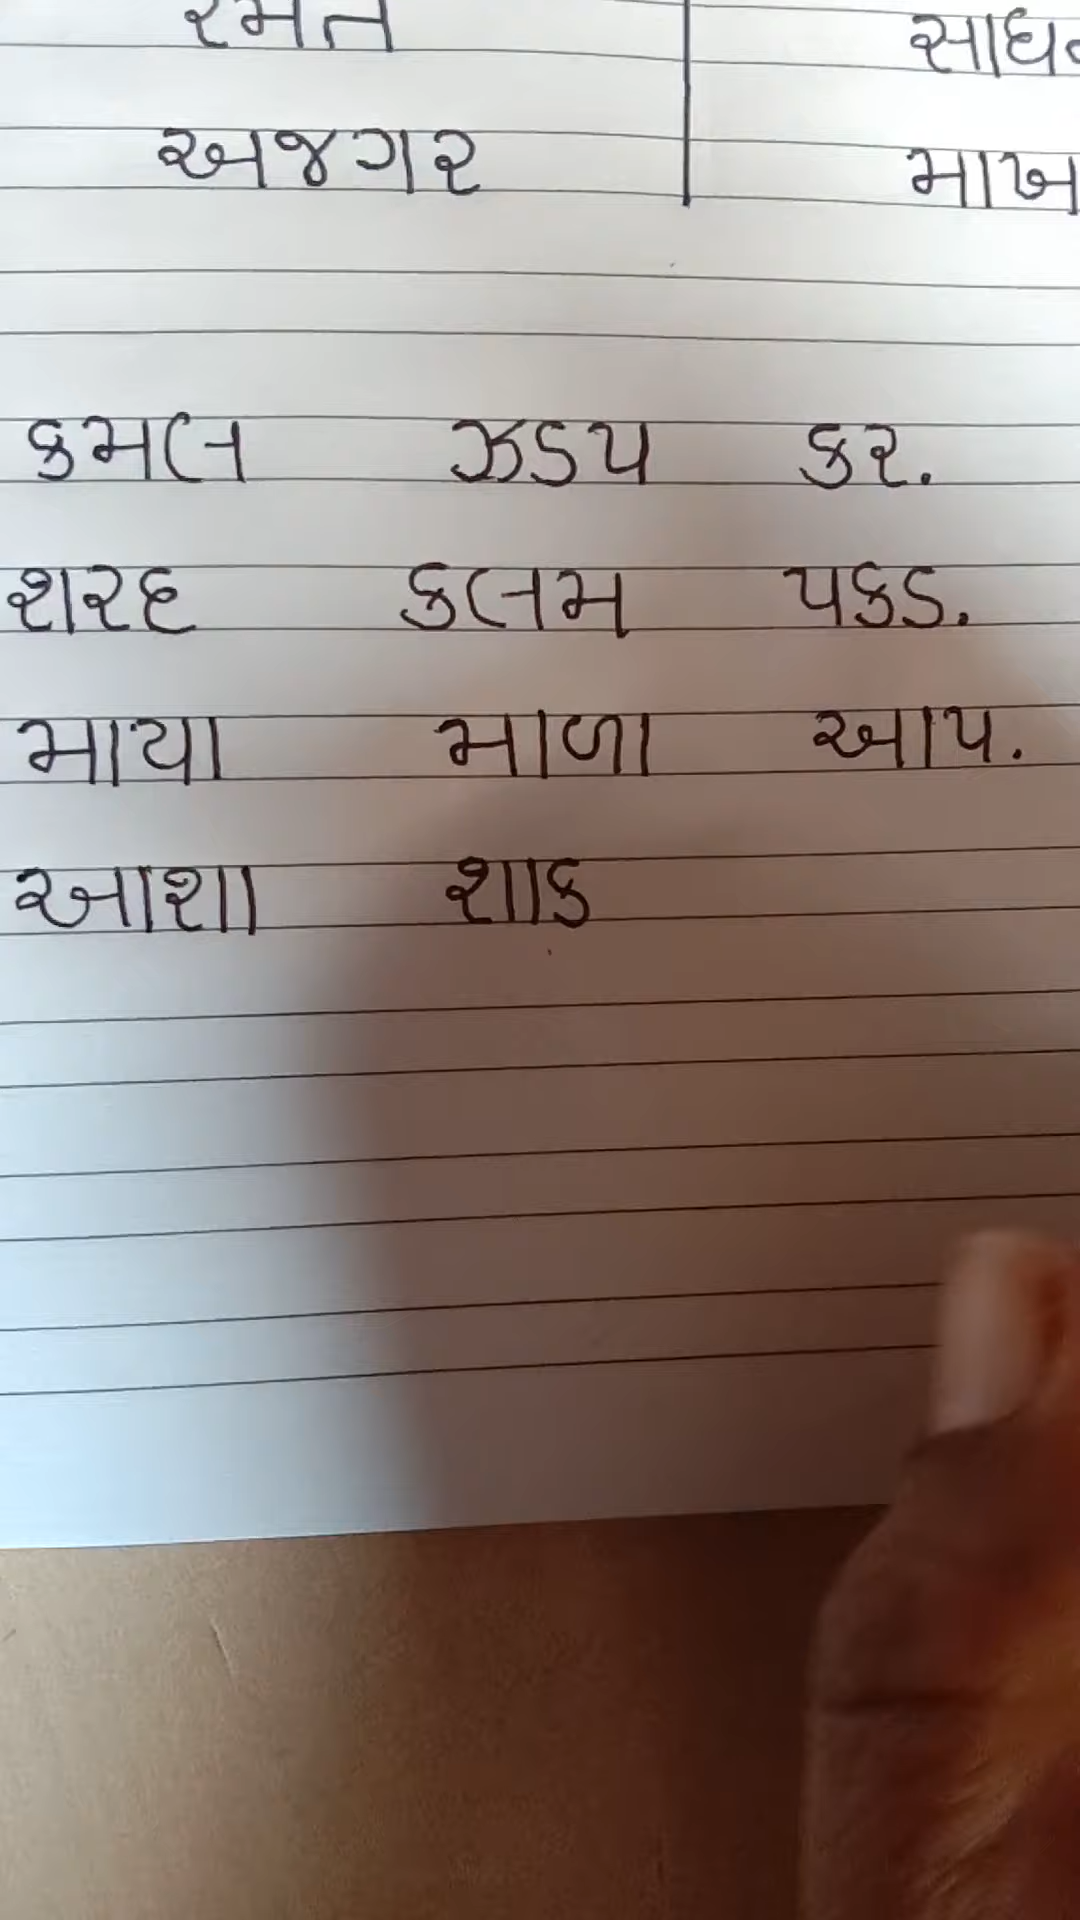 રમત
અજગર
કમલ ઝડપ કર.
શરદ કલમ પકડ.
માયા માળા આપ.
આશા શાક